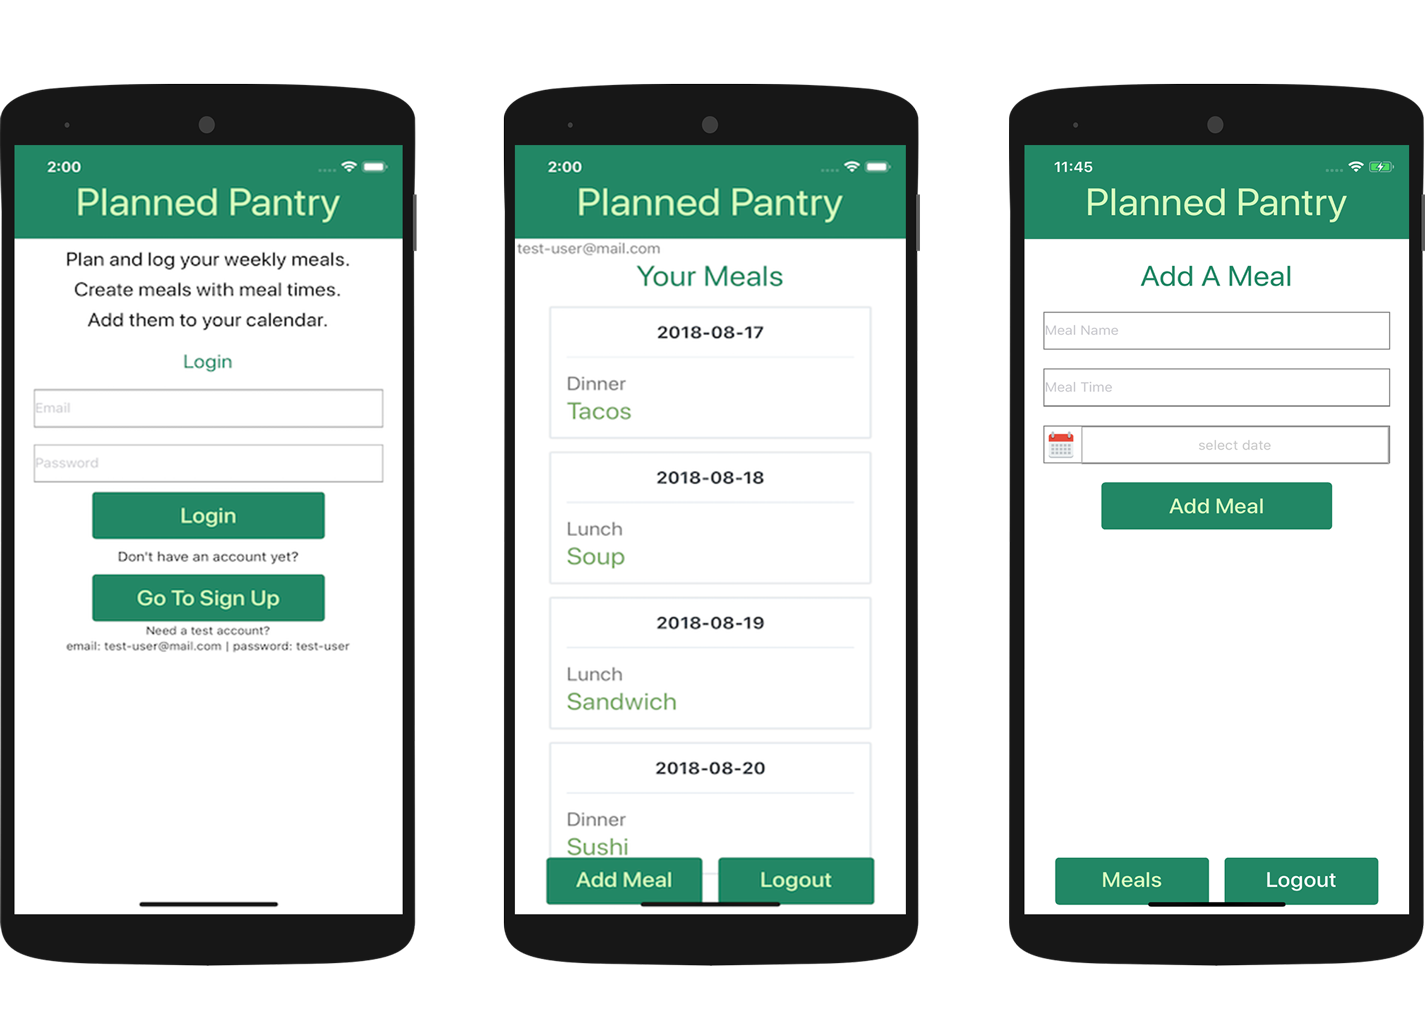 2:00
Planned Pantry
Plan and log your weekly meals.
Create meals with meal times.
Add them to your calendar.
Login
Email
Password
Login
Don't have an account yet?
Go To Sign Up
Need a test account?
email: test-user@mail.com | password: test-user
2:00
Planned Pantry
test-user@mail.com
Your Meals
2018-08-17
Dinner
Tacos
2018-08-18
Lunch
Soup
2018-08-19
Lunch
Sandwich
2018-08-20
Dinner
Sushi
Add Meal
Logout
11:45
Planned Pantry
Add A Meal
Meal Name
Meal Time
select date
Add Meal
Meals
Logout